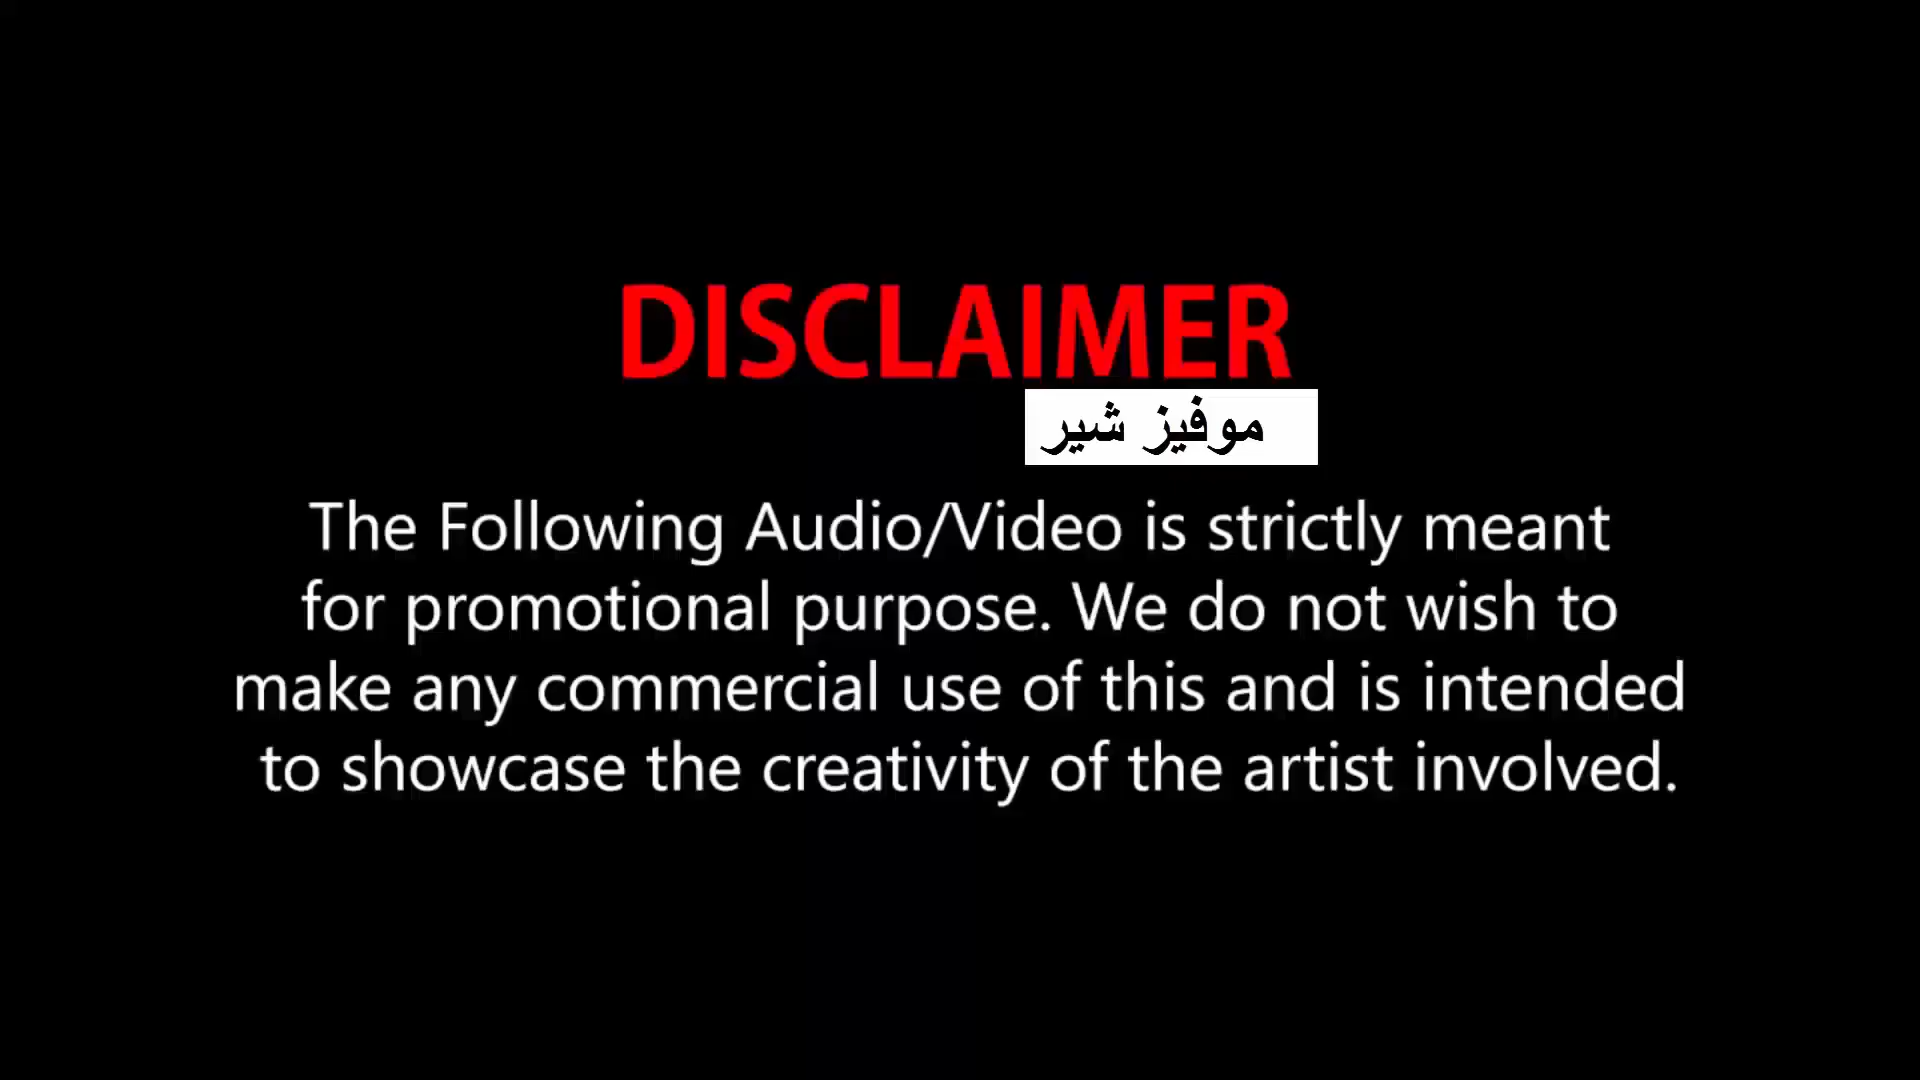 DISCLAIMER
موفيز شير
The Following Audio/Video is strictly meant
for promotional purpose. We do not wish to
make any commercial use of this and is intended
to showcase the creativity of the artist involved.